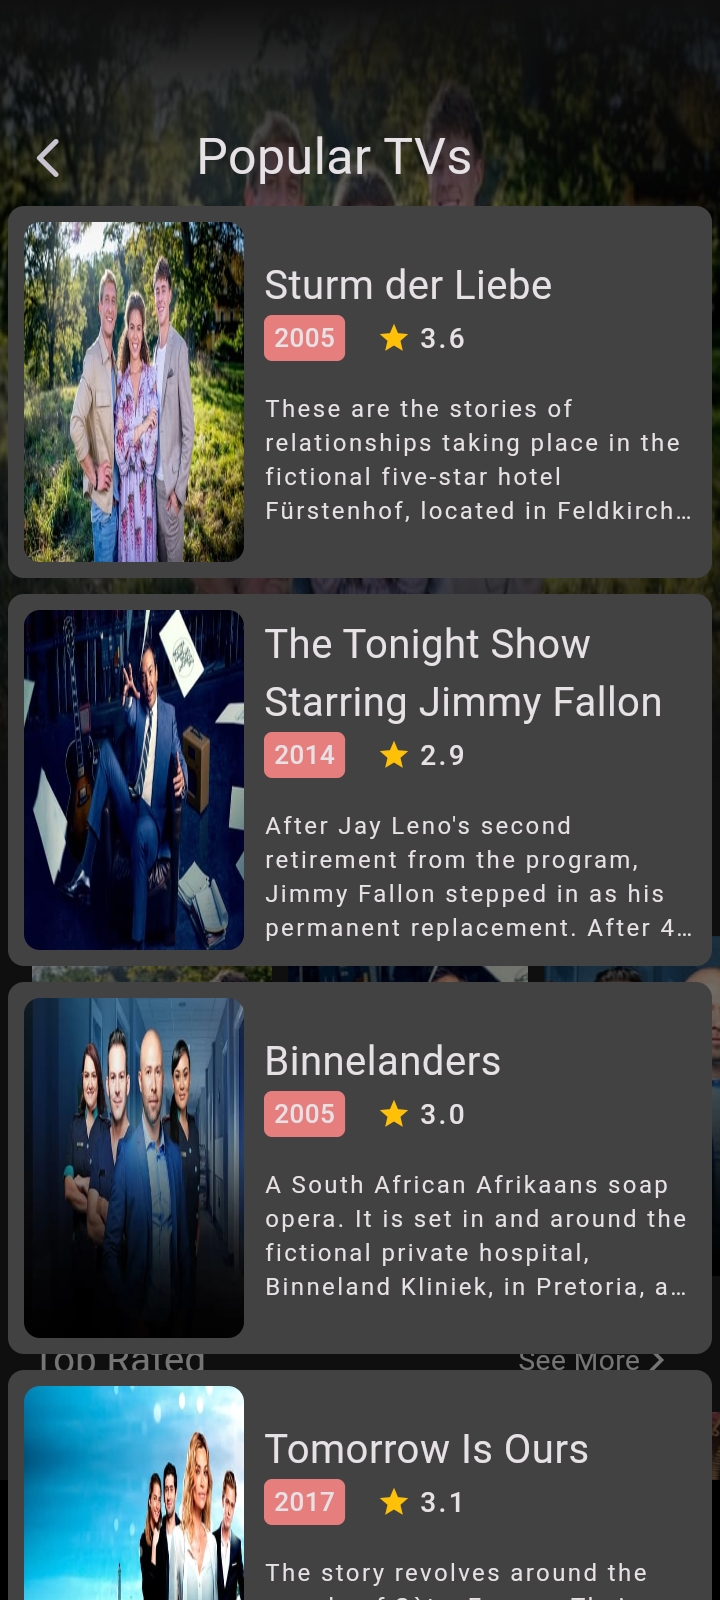 Popular TVs
Sturm der Liebe
2005 3.6
These are the stories of
relationships taking place in the
fictional five-star hotel
Fürstenhof, located in Feldkirch…
The Tonight Show
Starring Jimmy Fallon
2014 2.9
After Jay Leno's second
retirement from the program,
Jimmy Fallon stepped in as his
permanent replacement. After 4…
Binnelanders
2005 3.0
A South African Afrikaans soap
opera. It is set in and around the
fictional private hospital,
Binneland Kliniek, in Pretoria, a…
Top Rated See More
Tomorrow Is Ours
2017 3.1
The story revolves around the